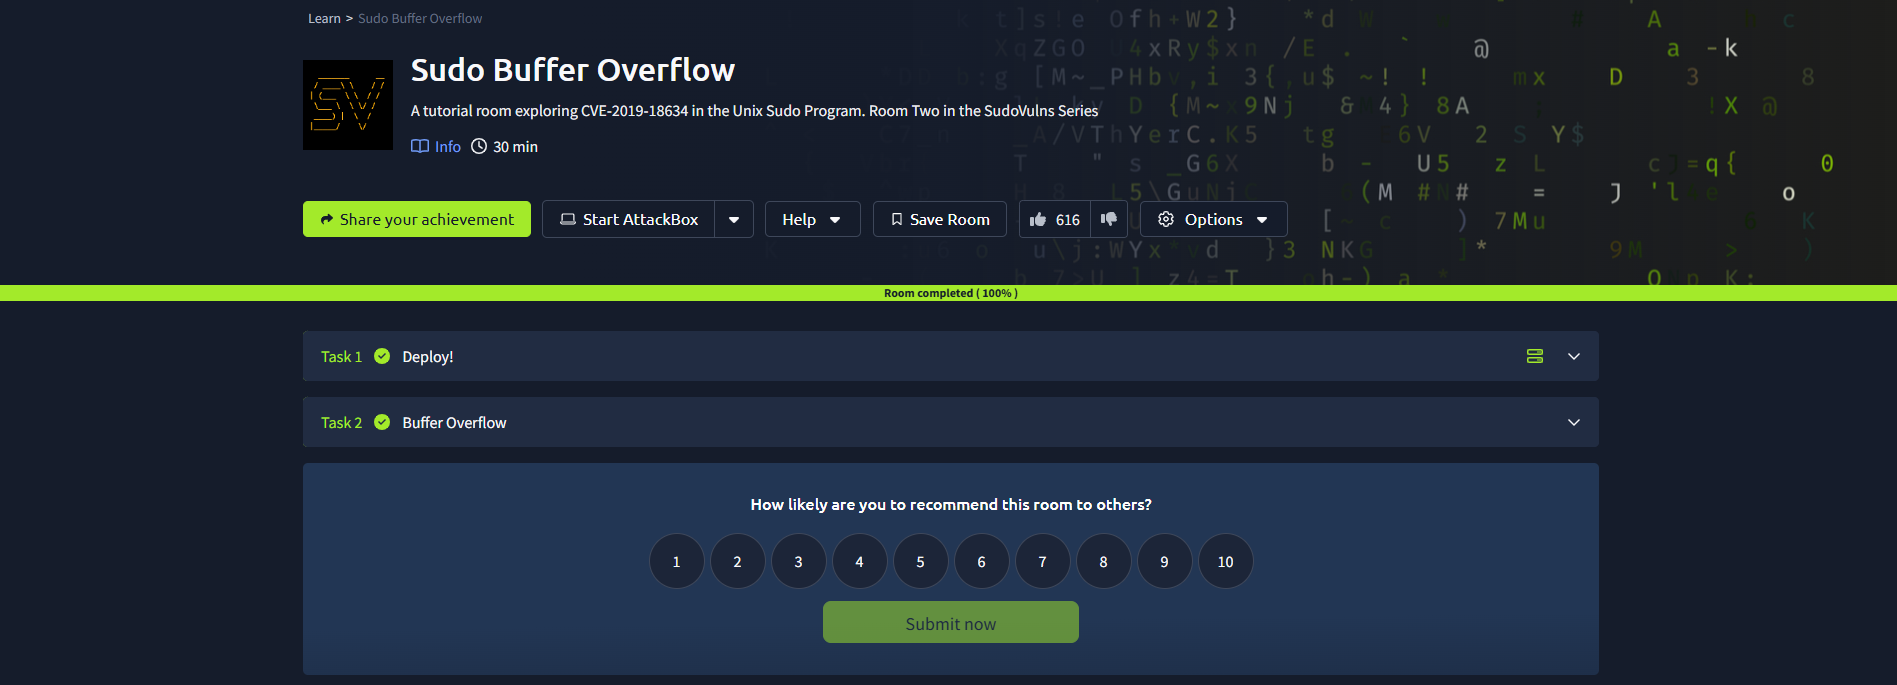 Learn > Sudo Buffer Overflow
Sudo Buffer Overflow
A tutorial room exploring CVE-2019-18634 in the Unix Sudo Program. Room Two in the SudoVulns Series
Info 30 min
Share your achievement Start AttackBox Help Save Room 616 Options
Room completed ( 100% )
Task 1 Deploy!
Task 2 Buffer Overflow
How likely are you to recommend this room to others?
1 2 3 4 5 6 7 8 9 10
Submit now